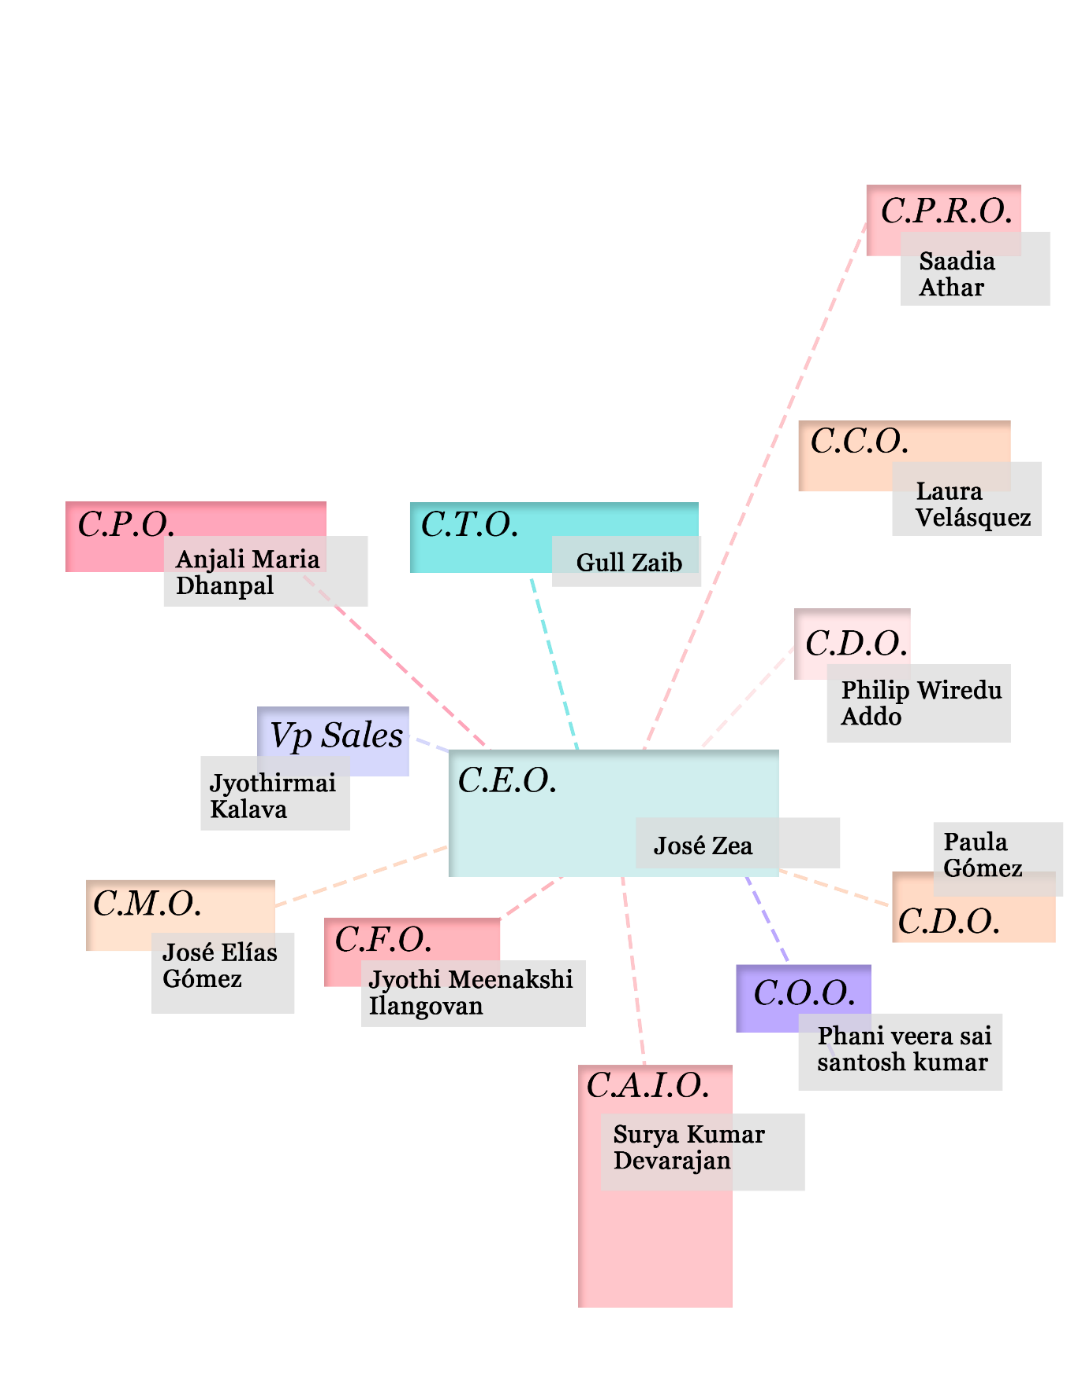 C.P.R.O.
Saadia
Athar
C.C.O.
Laura
Velásquez
C.P.O.
Anjali Maria
Dhanpal
C.T.O.
Gull Zaib
C.D.O.
Philip Wiredu
Addo
Vp Sales
Jyothirmai
Kalava
C.E.O.
José Zea
Paula
Gómez
C.D.O.
C.M.O.
José Elías
Gómez
C.F.O.
Jyothi Meenakshi
Ilangovan
C.O.O.
Phani veera sai
santosh kumar
C.A.I.O.
Surya Kumar
Devarajan